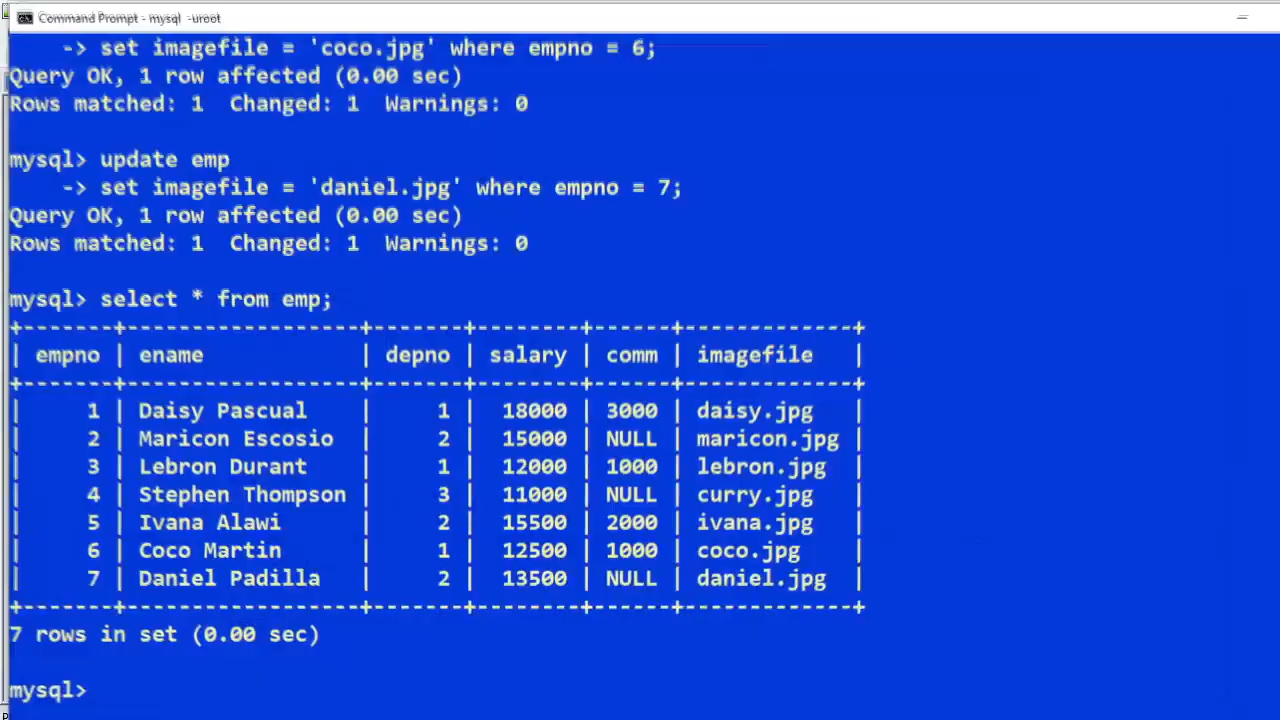 Command Prompt - mysql -uroot
    -> set imagefile = 'coco.jpg' where empno = 6;
Query OK, 1 row affected (0.00 sec)
Rows matched: 1  Changed: 1  Warnings: 0
mysql> update emp
    -> set imagefile = 'daniel.jpg' where empno = 7;
Query OK, 1 row affected (0.00 sec)
Rows matched: 1  Changed: 1  Warnings: 0
mysql> select * from emp;
+-------+------------------+-------+--------+------+-------------+
| empno | ename            | depno | salary | comm | imagefile   |
+-------+------------------+-------+--------+------+-------------+
|     1 | Daisy Pascual    |     1 |  18000 | 3000 | daisy.jpg   |
|     2 | Maricon Escosio  |     2 |  15000 | NULL | maricon.jpg |
|     3 | Lebron Durant    |     1 |  12000 | 1000 | lebron.jpg  |
|     4 | Stephen Thompson |     3 |  11000 | NULL | curry.jpg   |
|     5 | Ivana Alawi      |     2 |  15500 | 2000 | ivana.jpg   |
|     6 | Coco Martin      |     1 |  12500 | 1000 | coco.jpg    |
|     7 | Daniel Padilla   |     2 |  13500 | NULL | daniel.jpg  |
+-------+------------------+-------+--------+------+-------------+
7 rows in set (0.00 sec)
mysql>